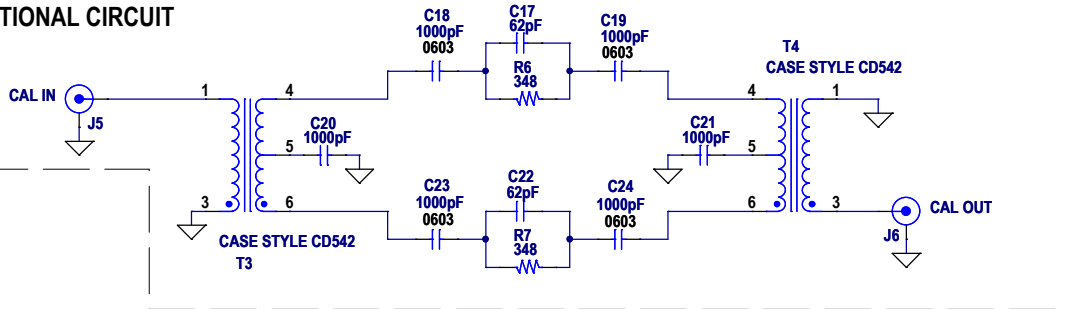 TIONAL CIRCUIT
C18
1000pF
0603
C17
62pF
C19
1000pF
0603
R6
348
T4
CASE STYLE CD542
CAL IN
J5
1
4
4
1
C20
1000pF
C21
1000pF
5
5
3
6
6
3
C23
1000pF
0603
C22
62pF
C24
1000pF
0603
R7
348
CAL OUT
J6
CASE STYLE CD542
T3